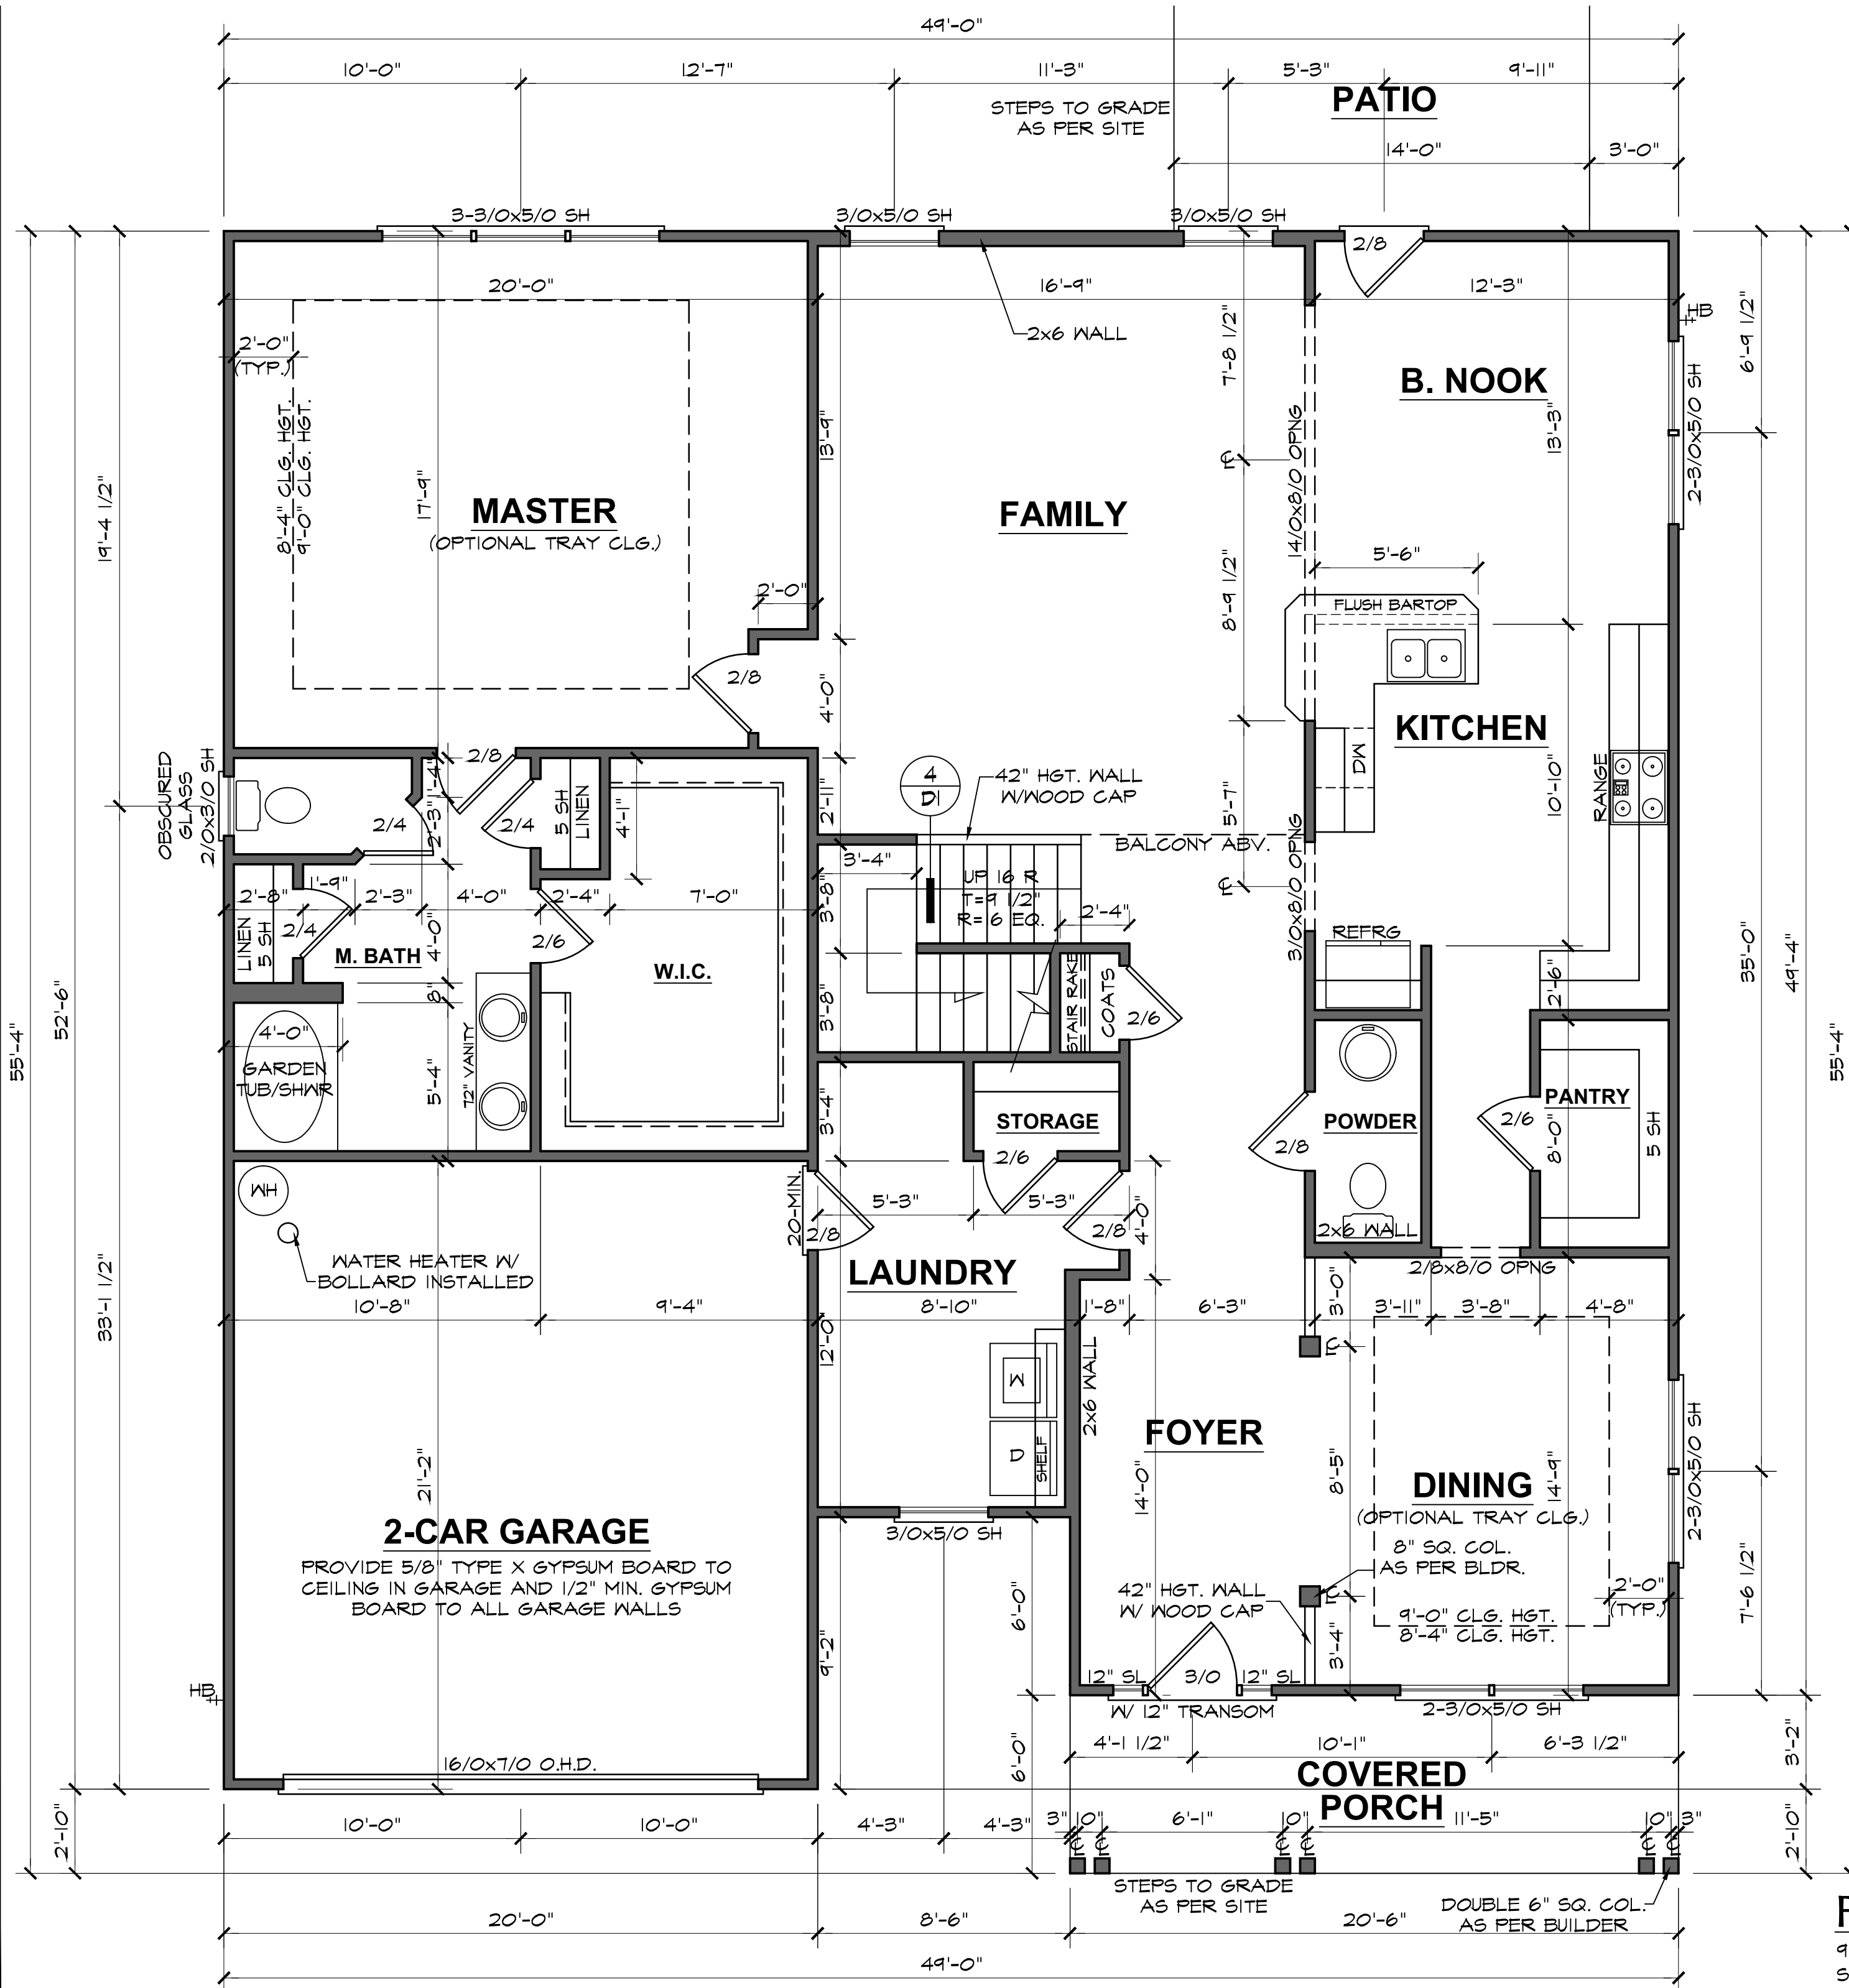 49'-0"
10'-0"
12'-7"
11'-3"
5'-3"
9'-11"
STEPS TO GRADE
AS PER SITE
PATIO
14'-0"
3'-0"
3-3/0x5/0 SH
3/0x5/0 SH
3/0x5/0 SH
2/8
20'-0"
16'-9"
12'-3"
2'-0"
(TYP.)
2x6 WALL
HB
7'-8 1/2"
6'-9 1/2"
B. NOOK
8'-4" CLG. HGT.
9'-0" CLG. HGT.
17'-9"
13'-9"
14/0x8/0 OPNG
13'-3"
2-3/0x5/0 SH
19'-4 1/2"
MASTER
(OPTIONAL TRAY CLG.)
FAMILY
5'-6"
2'-0"
8'-9 1/2"
FLUSH BARTOP
2/8
4'-0"
KITCHEN
DW
RANGE
10'-10"
OBSCURED
GLASS
2/0x3/0 SH
2/8
1'-4"
2/4
2'-3"
2/4
5 SH
LINEN
4'-1"
2'-11"
4
D1
42" HGT. WALL
W/WOOD CAP
5'-7"
BALCONY ABV.
3/0x8/0 OPNG
3'-4"
UP 16 R
T=9 1/2"
R= 6 EQ.
2'-4"
3'-8"
2'-8"
1'-9"
2'-3"
4'-0"
2'-4"
7'-0"
LINEN
5 SH
2/4
M. BATH
4'-0"
2/6
W.I.C.
REFRG
35'-0"
49'-4"
52'-6"
55'-4"
55'-4"
8"
3'-8"
STAIR RAKE
COATS
2/6
2'-6"
4'-0"
GARDEN
TUB/SHWR
5'-4"
72" VANITY
3'-4"
STORAGE
2/6
2/8
POWDER
2/6
PANTRY
8'-0"
5 SH
WH
WATER HEATER W/
BOLLARD INSTALLED
20-MIN.
2/8
5'-3"
5'-3"
2/8
4'-0"
2x6 WALL
2/8x8/0 OPNG
LAUNDRY
33'-1 1/2"
10'-8"
9'-4"
8'-10"
1'-8"
6'-3"
3'-0"
3'-11"
3'-8"
4'-8"
12'-0"
W
D
SHELF
2x6 WALL
FOYER
14'-0"
8'-5"
21'-2"
DINING
(OPTIONAL TRAY CLG.)
14'-9"
2-3/0x5/0 SH
8" SQ. COL.
AS PER BLDR.
2-CAR GARAGE
PROVIDE 5/8" TYPE X GYPSUM BOARD TO
CEILING IN GARAGE AND 1/2" MIN. GYPSUM
BOARD TO ALL GARAGE WALLS
3/0x5/0 SH
6'-0"
42" HGT. WALL
W/ WOOD CAP
9'-0" CLG. HGT.
8'-4" CLG. HGT.
2'-0"
(TYP.)
7'-6 1/2"
9'-2"
3'-4"
HB
12" SL
3/0
12" SL
W/ 12" TRANSOM
2-3/0x5/0 SH
6'-0"
4'-1 1/2"
10'-1"
6'-3 1/2"
3'-2"
16/0x7/0 O.H.D.
COVERED
PORCH
2'-10"
10'-0"
10'-0"
4'-3"
4'-3"
3"
10"
6'-1"
10"
11'-5"
10"
3"
2'-10"
STEPS TO GRADE
AS PER SITE
DOUBLE 6" SQ. COL.
AS PER BUILDER
20'-0"
8'-6"
20'-6"
49'-0"